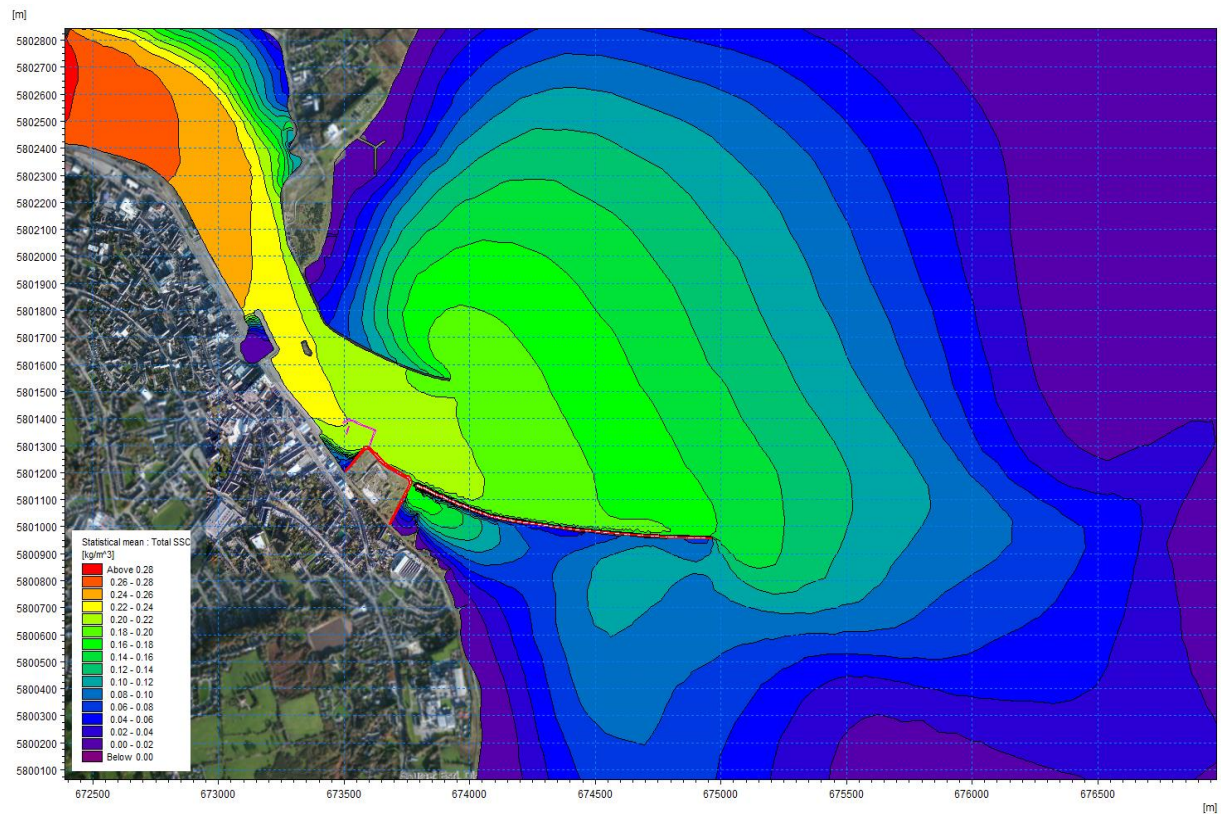 [m]
5802800
5802700
5802600
5802500
5802400
5802300
5802200
5802100
5802000
5801900
5801800
5801700
5801600
5801500
5801400
5801300
5801200
5801100
5801000
5800900
5800800
5800700
5800600
5800500
5800400
5800300
5800200
5800100
Statistical mean : Total SSC
[kg/m^3]
Above 0.28
0.26 - 0.28
0.24 - 0.26
0.22 - 0.24
0.20 - 0.22
0.18 - 0.20
0.16 - 0.18
0.14 - 0.16
0.12 - 0.14
0.10 - 0.12
0.08 - 0.10
0.06 - 0.08
0.04 - 0.06
0.02 - 0.04
0.00 - 0.02
Below 0.00
672500 673000 673500 674000 674500 675000 675500 676000 676500
[m]